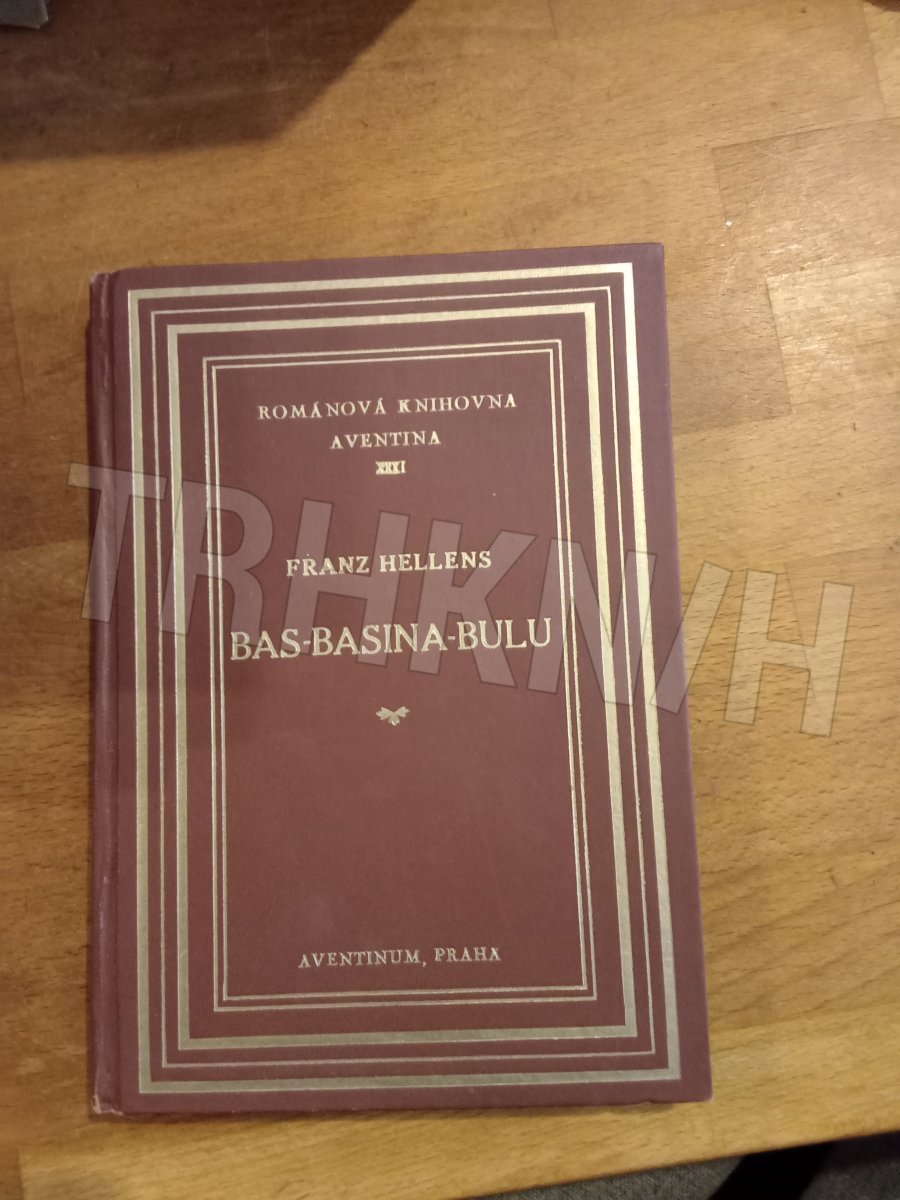 ROMÁNOVÁ KNIHOVNA
AVENTINA
XXXI
FRANZ HELLENS
BAS-BASINA-BULU
AVENTINUM, PRAHA
TRHKNIH